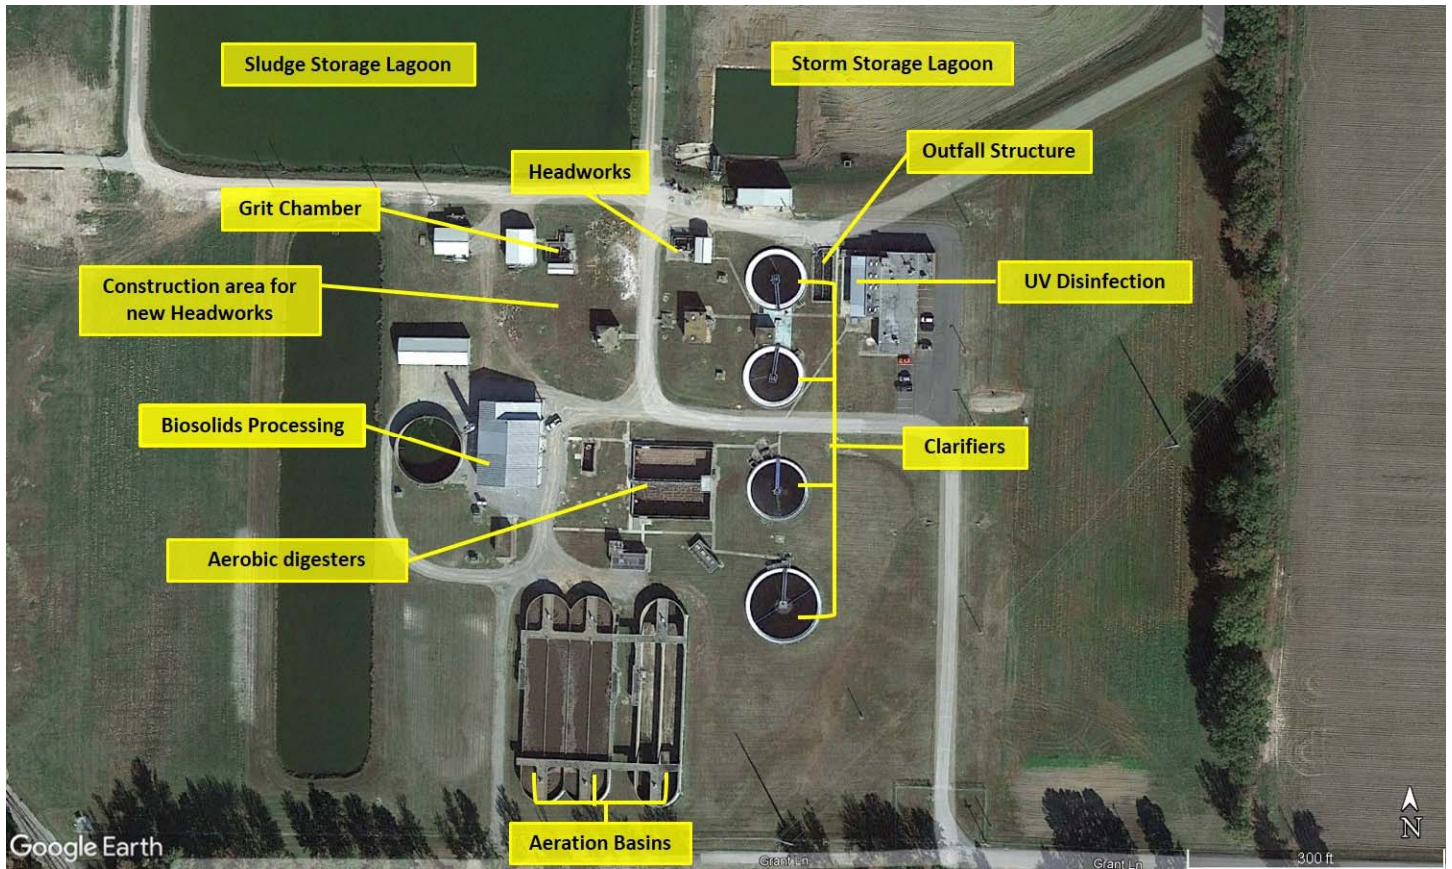 Sludge Storage Lagoon
Storm Storage Lagoon
Outfall Structure
Headworks
Grit Chamber
Construction area for
new Headworks
UV Disinfection
Biosolids Processing
Clarifiers
Aerobic digesters
Aeration Basins
Google Earth
Grant Ln
Grant Ln
300 ft
N